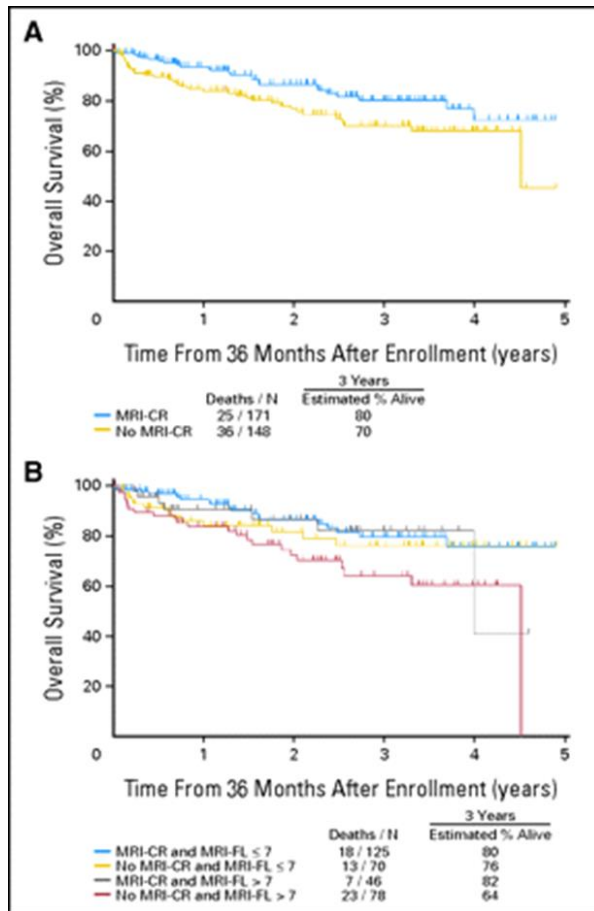 A
100
80
60
40
20
0 1 2 3 4 5
Overall Survival (%)
Time From 36 Months After Enrollment (years)
3 Years
Deaths / N Estimated % Alive
MRI-CR 25 / 171 80
No MRI-CR 36 / 148 70
B
100
80
60
40
20
0 1 2 3 4 5
Overall Survival (%)
Time From 36 Months After Enrollment (years)
3 Years
Deaths / N Estimated % Alive
MRI-CR and MRI-FL ≤ 7 18 / 125 80
No MRI-CR and MRI-FL ≤ 7 13 / 70 76
MRI-CR and MRI-FL > 7 7 / 46 82
No MRI-CR and MRI-FL > 7 23 / 78 64